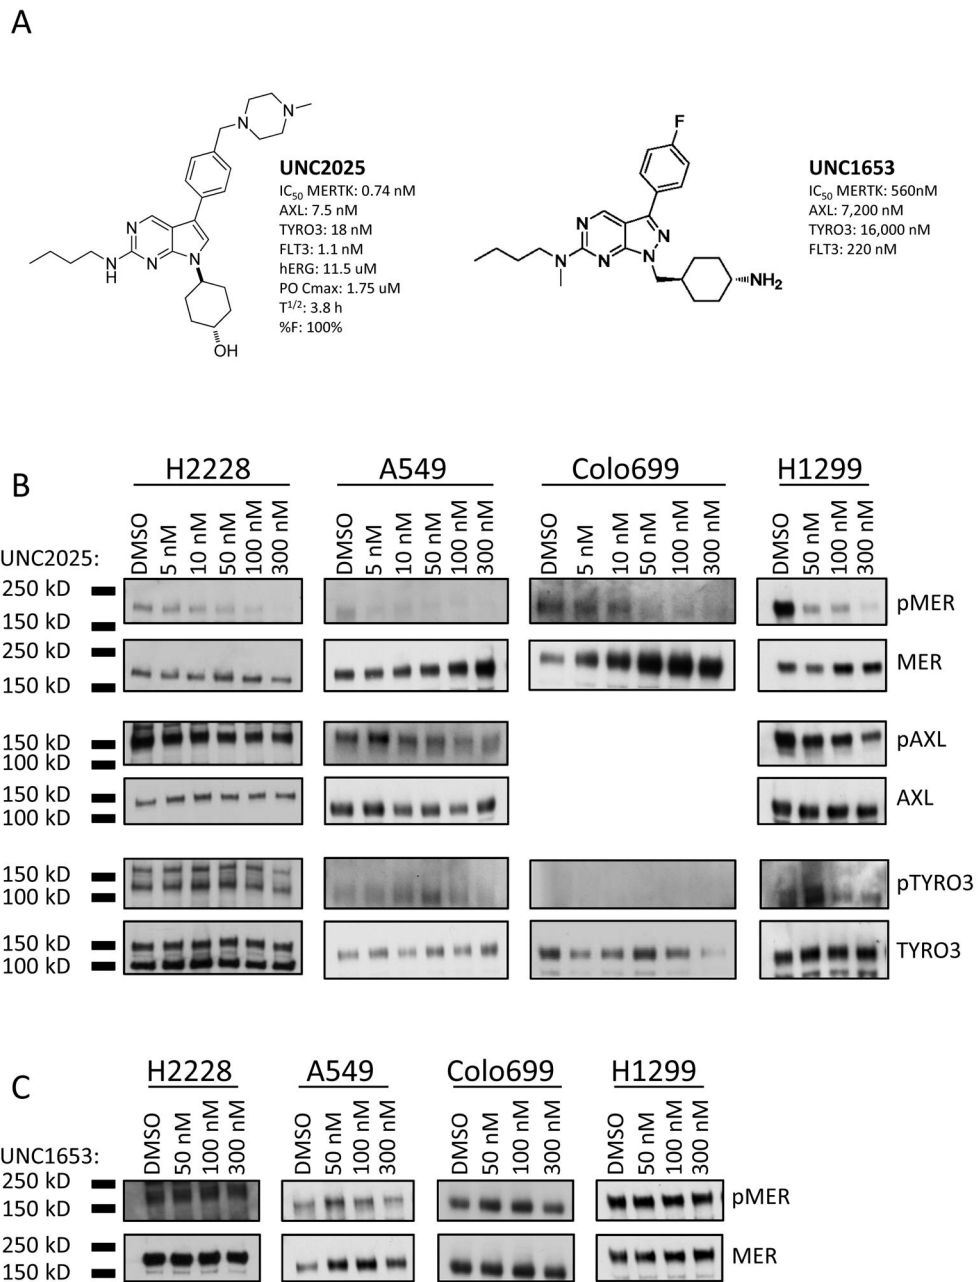 A
N
N
F
UNC2025
IC50 MERTK: 0.74 nM
AXL: 7.5 nM
TYRO3: 18 nM
FLT3: 1.1 nM
hERG: 11.5 uM
PO Cmax: 1.75 uM
T1/2: 3.8 h
%F: 100%
UNC1653
IC50 MERTK: 560nM
AXL: 7,200 nM
TYRO3: 16,000 nM
FLT3: 220 nM
N
N
N
N
H
OH
N
N
N
N
N
NH2
B
H2228
A549
Colo699
H1299
UNC2025:
DMSO
5 nM
10 nM
50 nM
100 nM
300 nM
DMSO
5 nM
10 nM
50 nM
100 nM
300 nM
DMSO
5 nM
10 nM
50 nM
100 nM
300 nM
DMSO
50 nM
100 nM
300 nM
250 kD
150 kD
pMER
250 kD
150 kD
MER
150 kD
100 kD
pAXL
150 kD
100 kD
AXL
150 kD
100 kD
pTYRO3
150 kD
100 kD
TYRO3
C
H2228
A549
Colo699
H1299
UNC1653:
DMSO
50 nM
100 nM
300 nM
DMSO
50 nM
100 nM
300 nM
DMSO
50 nM
100 nM
300 nM
DMSO
50 nM
100 nM
300 nM
250 kD
150 kD
pMER
250 kD
150 kD
MER